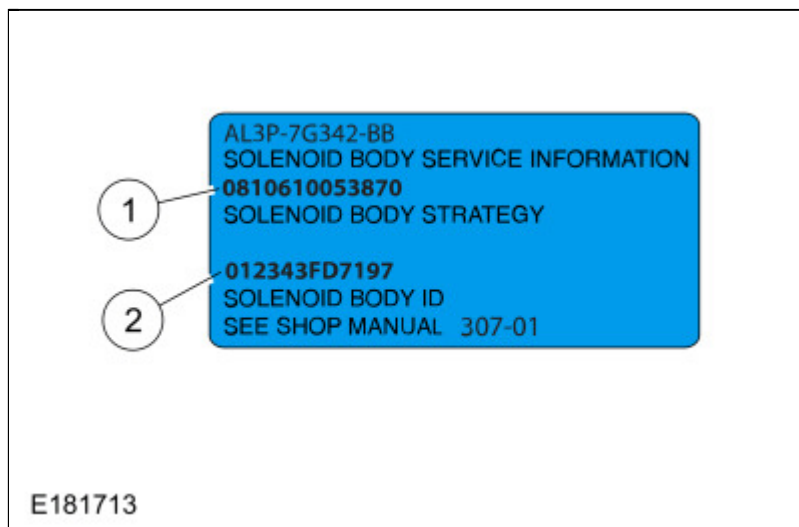 AL3P-7G342-BB
SOLENOID BODY SERVICE INFORMATION
1
0810610053870
SOLENOID BODY STRATEGY
2
012343FD7197
SOLENOID BODY ID
SEE SHOP MANUAL 307-01
E181713